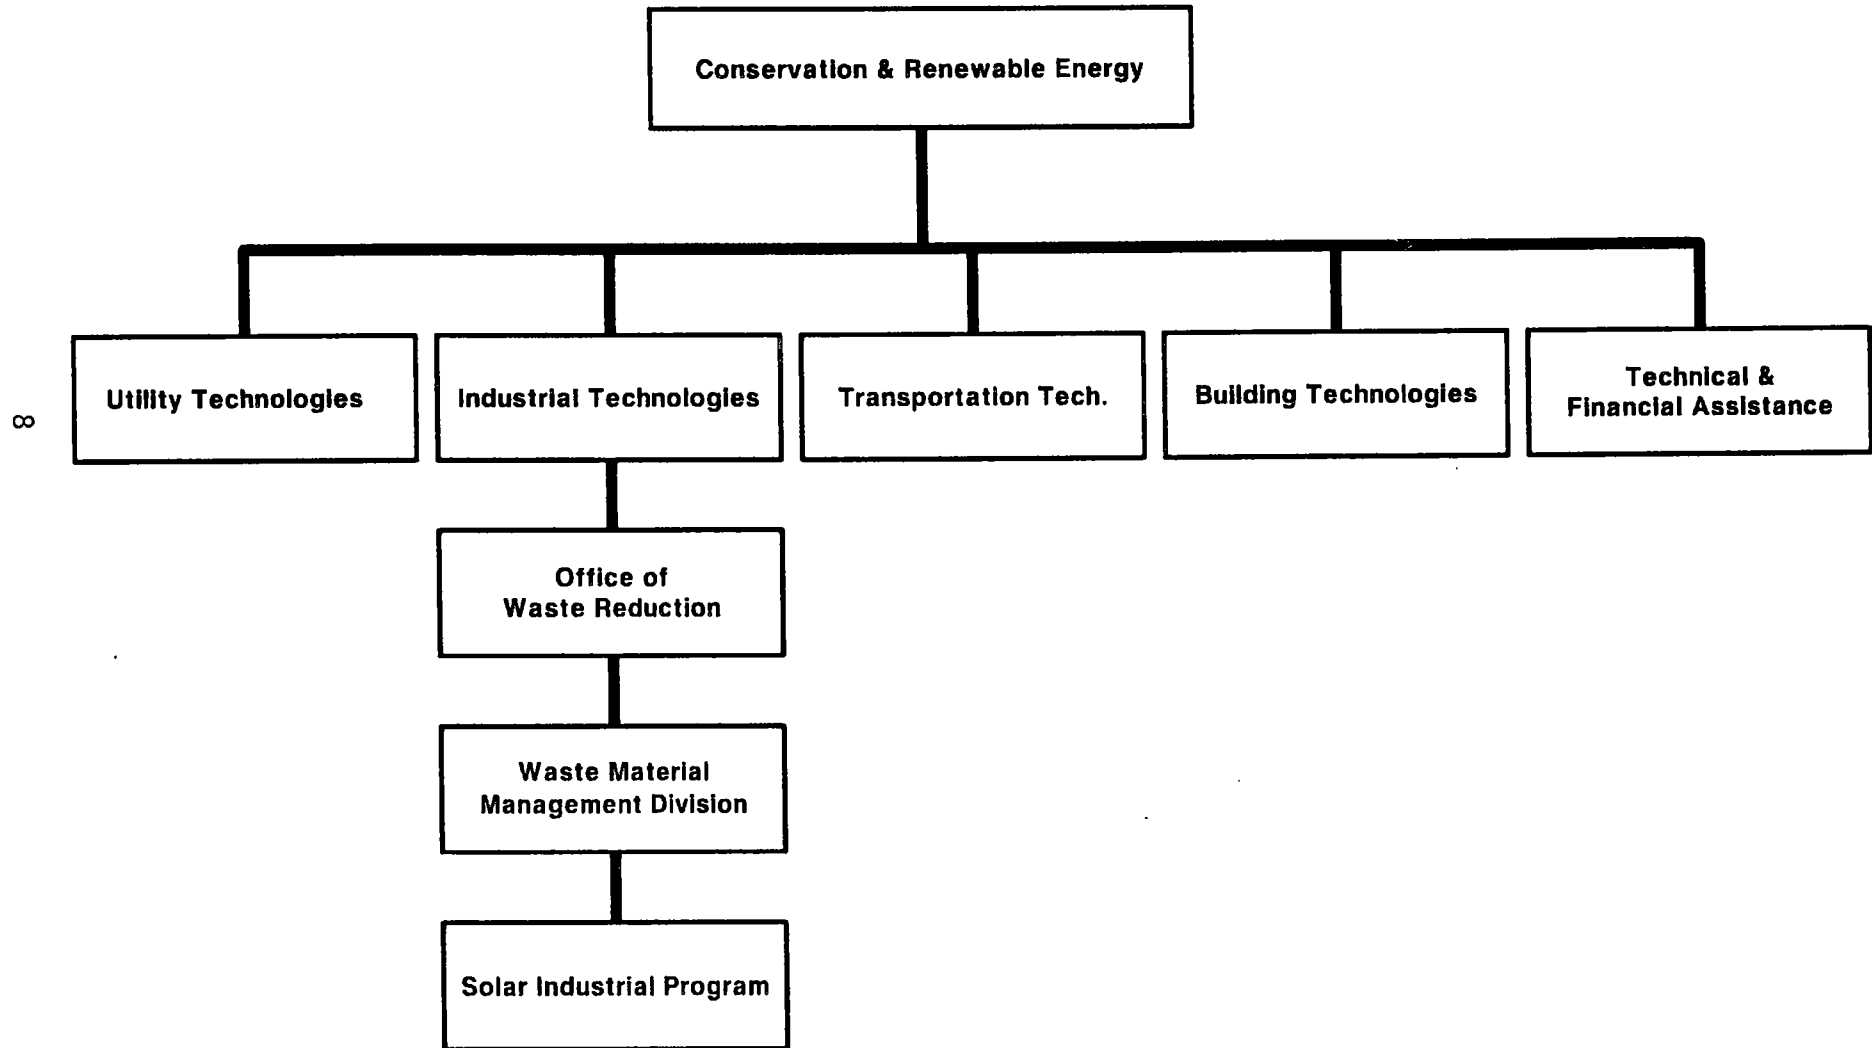 Conservation & Renewable Energy
Utility Technologies
Industrial Technologies
Transportation Tech.
Building Technologies
Technical &
Financial Assistance
8
Office of
Waste Reduction
Waste Material
Management Division
Solar Industrial Program